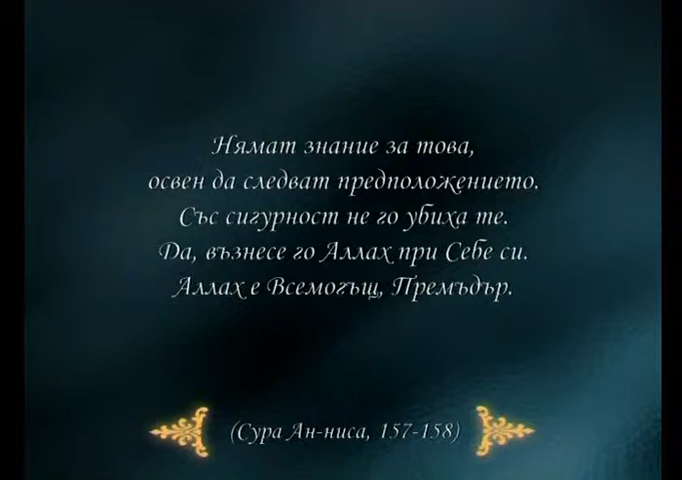 Нямат знание за това,
освен да следват предположението.
Със сигурност не го убиха те.
Да, възнесе го Аллах при Себе си.
Аллах е Всемогъщ, Премъдър.
(Сура Ан-ниса, 157-158)